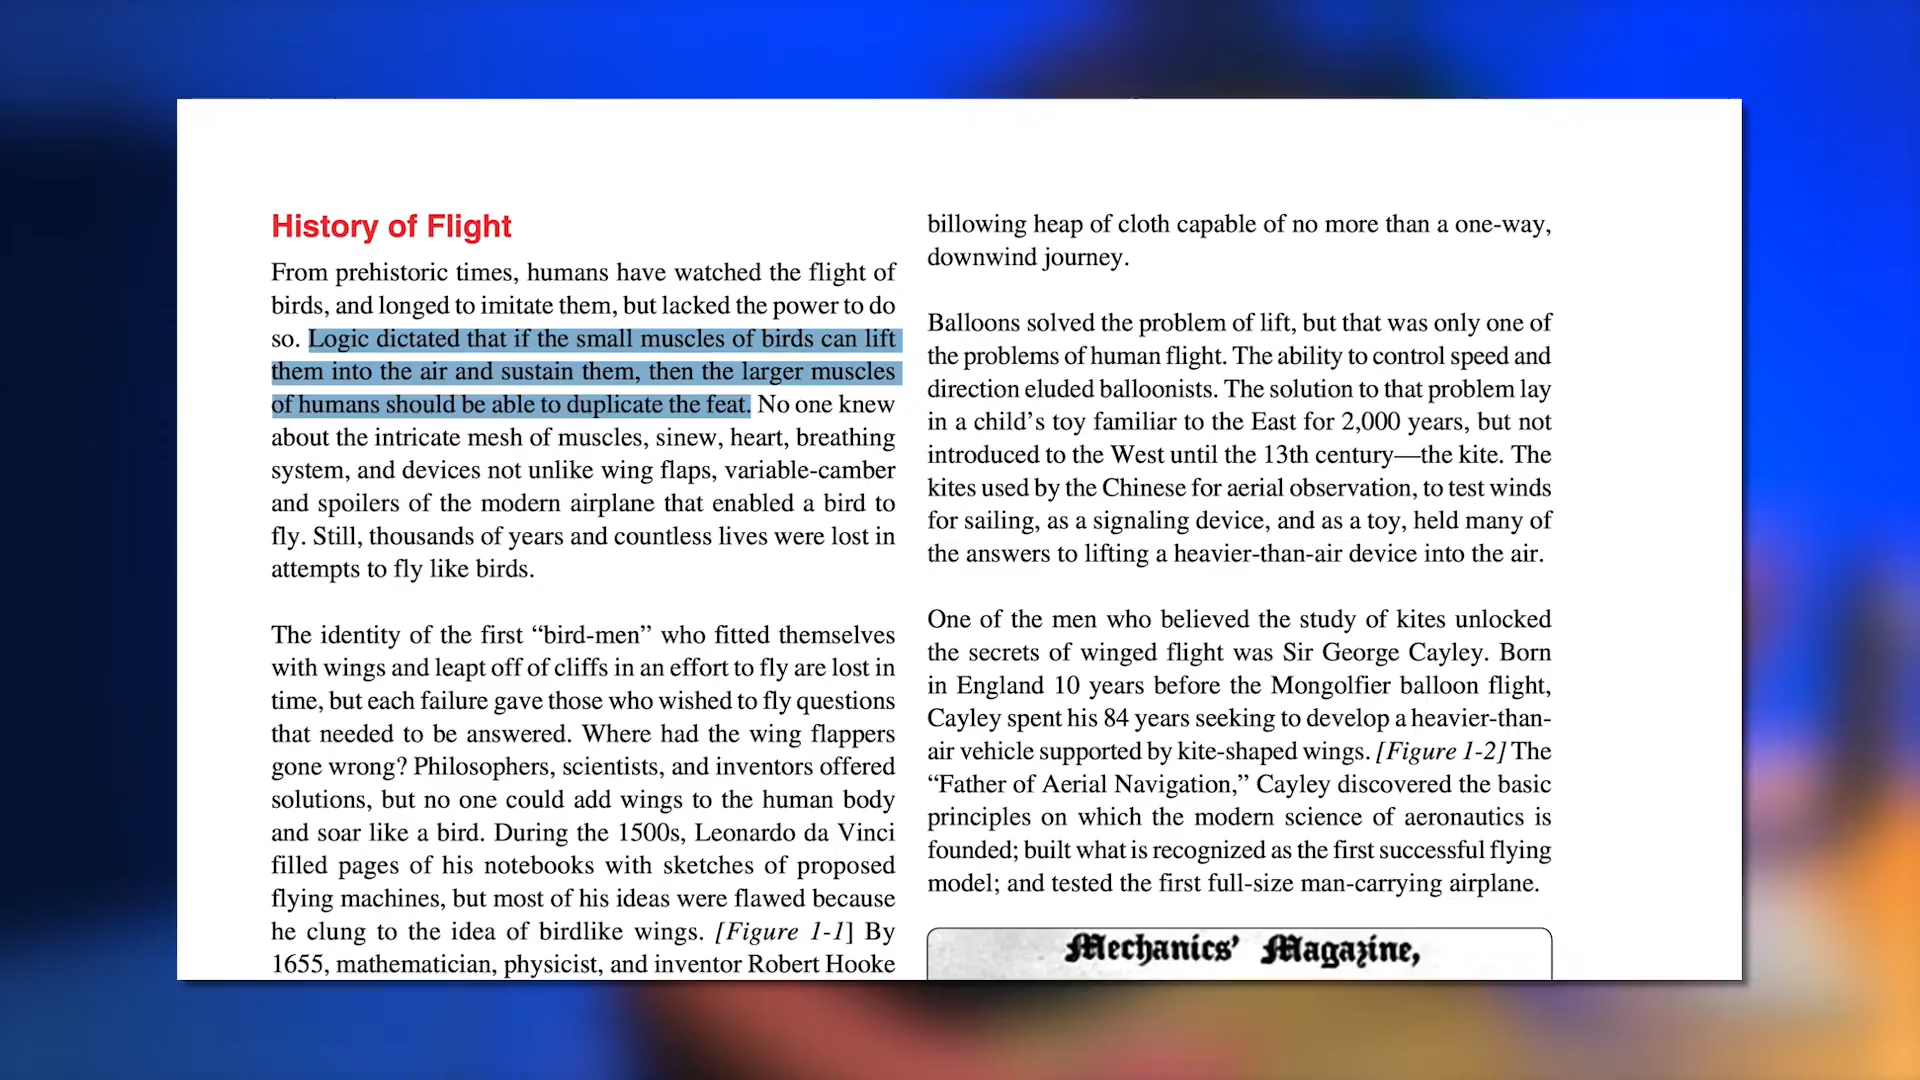 History of Flight
From prehistoric times, humans have watched the flight of
birds, and longed to imitate them, but lacked the power to do
so. Logic dictated that if the small muscles of birds can lift
them into the air and sustain them, then the larger muscles
of humans should be able to duplicate the feat. No one knew
about the intricate mesh of muscles, sinew, heart, breathing
system, and devices not unlike wing flaps, variable-camber
and spoilers of the modern airplane that enabled a bird to
fly. Still, thousands of years and countless lives were lost in
attempts to fly like birds.
The identity of the first “bird-men” who fitted themselves
with wings and leapt off of cliffs in an effort to fly are lost in
time, but each failure gave those who wished to fly questions
that needed to be answered. Where had the wing flappers
gone wrong? Philosophers, scientists, and inventors offered
solutions, but no one could add wings to the human body
and soar like a bird. During the 1500s, Leonardo da Vinci
filled pages of his notebooks with sketches of proposed
flying machines, but most of his ideas were flawed because
he clung to the idea of birdlike wings. [Figure 1-1] By
1655, mathematician, physicist, and inventor Robert Hooke
billowing heap of cloth capable of no more than a one-way,
downwind journey.
Balloons solved the problem of lift, but that was only one of
the problems of human flight. The ability to control speed and
direction eluded balloonists. The solution to that problem lay
in a child’s toy familiar to the East for 2,000 years, but not
introduced to the West until the 13th century—the kite. The
kites used by the Chinese for aerial observation, to test winds
for sailing, as a signaling device, and as a toy, held many of
the answers to lifting a heavier-than-air device into the air.
One of the men who believed the study of kites unlocked
the secrets of winged flight was Sir George Cayley. Born
in England 10 years before the Mongolfier balloon flight,
Cayley spent his 84 years seeking to develop a heavier-than-
air vehicle supported by kite-shaped wings. [Figure 1-2] The
“Father of Aerial Navigation,” Cayley discovered the basic
principles on which the modern science of aeronautics is
founded; built what is recognized as the first successful flying
model; and tested the first full-size man-carrying airplane.
Mechanics’ Magazine,